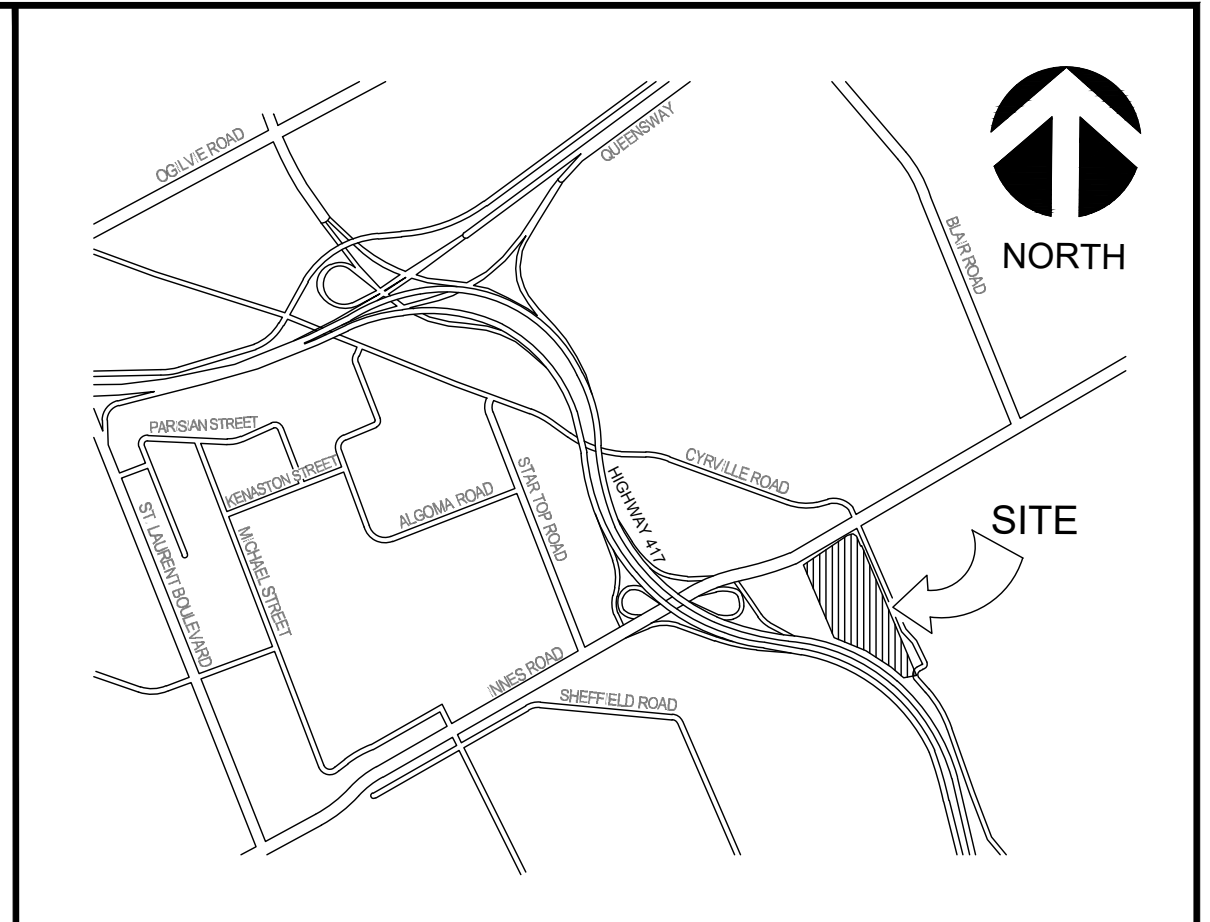 OGILVIE ROAD
QUEENSWAY
BLAIR ROAD
NORTH
PARISIAN STREET
KENASTON STREET
ALGOMA ROAD
STAR TOP ROAD
CYRVILLE ROAD
HIGHWAY 417
SITE
ST. LAURENT BOULEVARD
MICHAEL STREET
INNES ROAD
SHEFFIELD ROAD